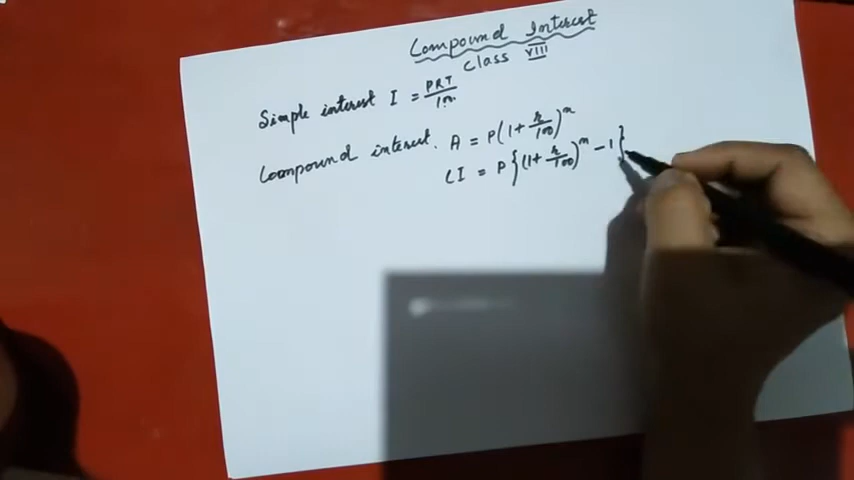 Compound Interest
Class VIII
Simple interest I = PRT/100
Compound interest. A = P(1 + r/100)^n
CI = P{(1 + r/100)^n - 1}